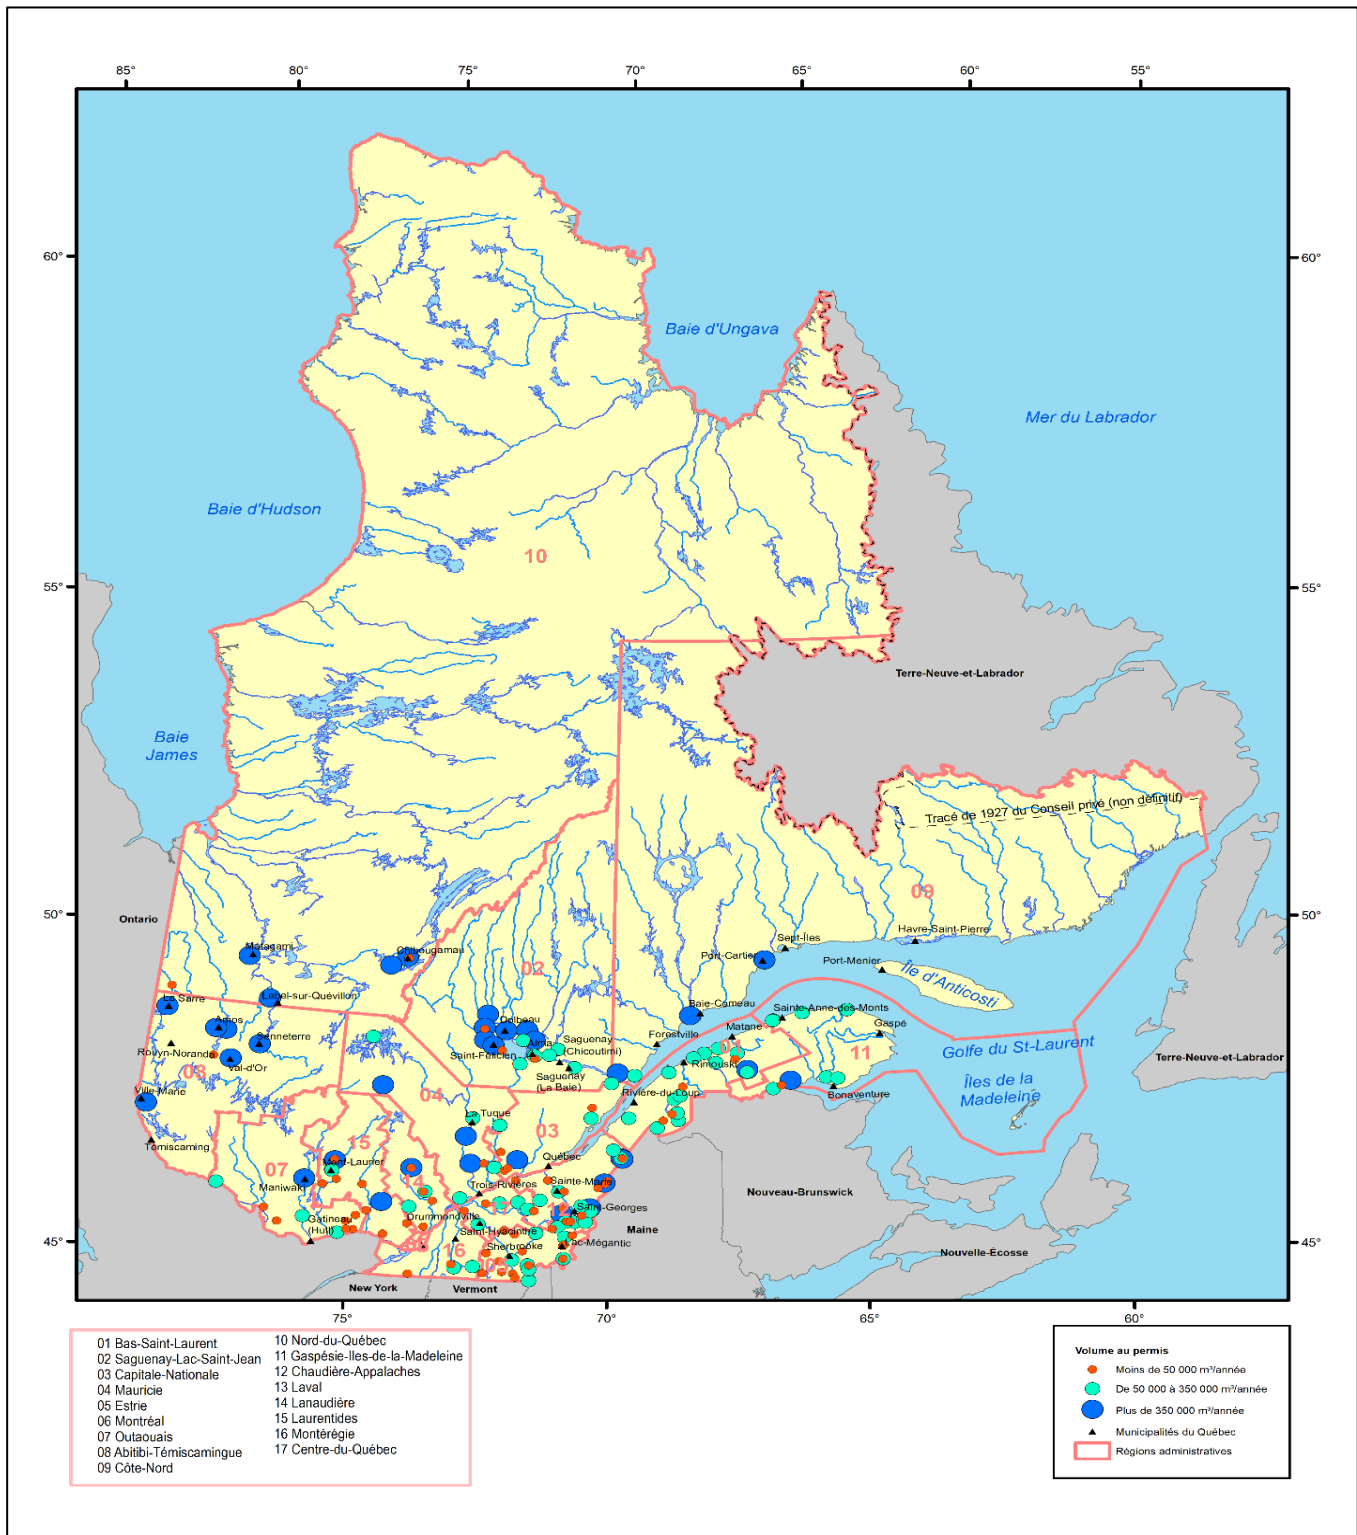 85° 80° 75° 70° 65° 60° 55°
60° 60°
Baie d'Ungava
Mer du Labrador
Baie d'Hudson
10
55° 55°
Terre-Neuve-et-Labrador
Baie
James
Tracé de 1927 du Conseil privé (non définitif)
09
50° 50°
Ontario
Havre-Saint-Pierre
Sept-Îles
Matagami
Chibougamau
Port-Cartier
Port-Menier
02
Île d'Anticosti
La Sarre
Lebel-sur-Quévillon
Baie-Comeau
Sainte-Anne-des-Monts
Amos
Dolbeau
Matane
Gaspé
Senneterre
Alma
Saguenay
(Chicoutimi)
Forestville
01
11
Golfe du St-Laurent
Rouyn-Noranda
Saint-Félicien
Rimouski
Terre-Neuve-et-Labrador
Val-d'Or
08
Saguenay
(La Baie)
Îles de la
Madeleine
Ville-Marie
04
Rivière-du-Loup
Bonaventure
La Tuque
Témiscaming
15
03
07
Mont-Laurier
Québec
Maniwaki
14
Trois-Rivières
Sainte-Marie
Nouveau-Brunswick
Gatineau
(Hull)
Drummondville
Saint-Georges
Saint-Hyacinthe
Maine
16
Sherbrooke
Lac-Mégantic
Nouvelle-Écosse
45° 45°
New York
Vermont
75° 70° 65° 60°
01 Bas-Saint-Laurent
02 Saguenay-Lac-Saint-Jean
03 Capitale-Nationale
04 Mauricie
05 Estrie
06 Montréal
07 Outaouais
08 Abitibi-Témiscamingue
09 Côte-Nord
10 Nord-du-Québec
11 Gaspésie-Iles-de-la-Madeleine
12 Chaudière-Appalaches
13 Laval
14 Lanaudière
15 Laurentides
16 Montérégie
17 Centre-du-Québec
Volume au permis
Moins de 50 000 m³/année
De 50 000 à 350 000 m³/année
Plus de 350 000 m³/année
Municipalités du Québec
Régions administratives